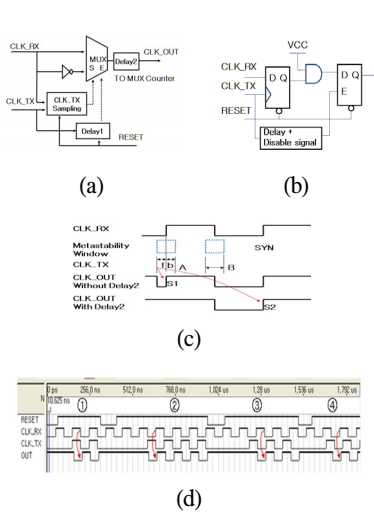 CLK_RX
MUX
S E
Delay2
CLK_OUT
TO MUX Counter
CLK_TX
CLK_TX
Sampling
Delay1
RESET
(a)
VCC
CLK_RX
CLK_TX
D Q
D Q
E
RESET
Delay +
Disable signal
(b)
CLK_RX
Metastability
Window
SYN
CLK_TX
f b A
B
CLK_OUT
Without Delay2
S1
CLK_OUT
With Delay2
S2
(c)
0 ps 256,0 ns 512,0 ns 768,0 ns 1,024 us 1,28 us 1,536 us 1,792 us
N
10,625 ns
① ② ③ ④
RESET
CLK_RX
CLK_TX
OUT
(d)